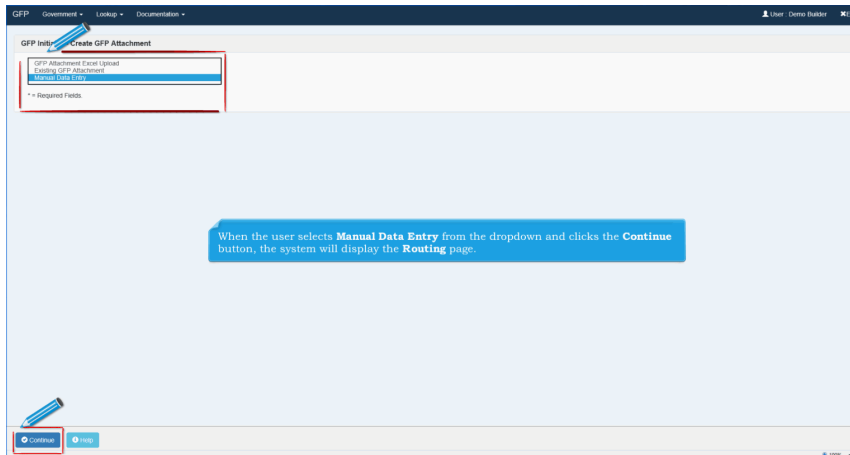 GFP Government Lookup Documentation User : Demo Builder
GFP Create GFP Attachment
GFP Attachment Excel Upload
Existing GFP Attachment
Manual Data Entry
* = Required Fields
When the user selects Manual Data Entry from the dropdown and clicks the Continue
button, the system will display the Routing page.
Continue Help